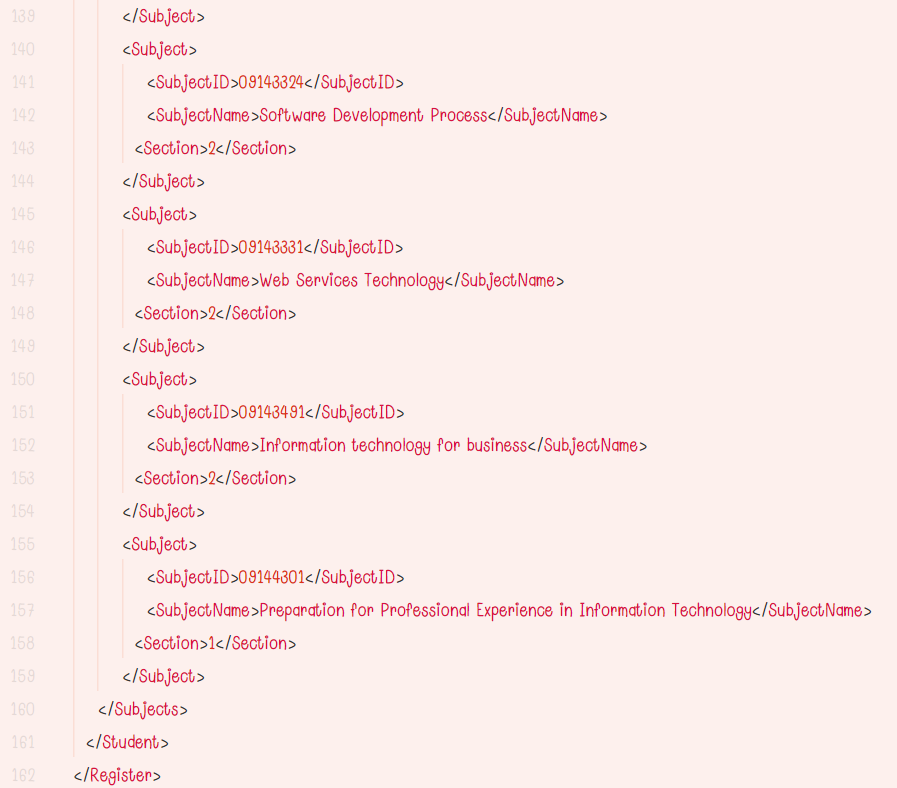 139 </Subject>
140 <Subject>
141 <SubjectID>09143324</SubjectID>
142 <SubjectName>Software Development Process</SubjectName>
143 <Section>2</Section>
144 </Subject>
145 <Subject>
146 <SubjectID>09143331</SubjectID>
147 <SubjectName>Web Services Technology</SubjectName>
148 <Section>2</Section>
149 </Subject>
150 <Subject>
151 <SubjectID>09143491</SubjectID>
152 <SubjectName>Information technology for business</SubjectName>
153 <Section>2</Section>
154 </Subject>
155 <Subject>
156 <SubjectID>09144301</SubjectID>
157 <SubjectName>Preparation for Professional Experience in Information Technology</SubjectName>
158 <Section>1</Section>
159 </Subject>
160 </Subjects>
161 </Student>
162 </Register>